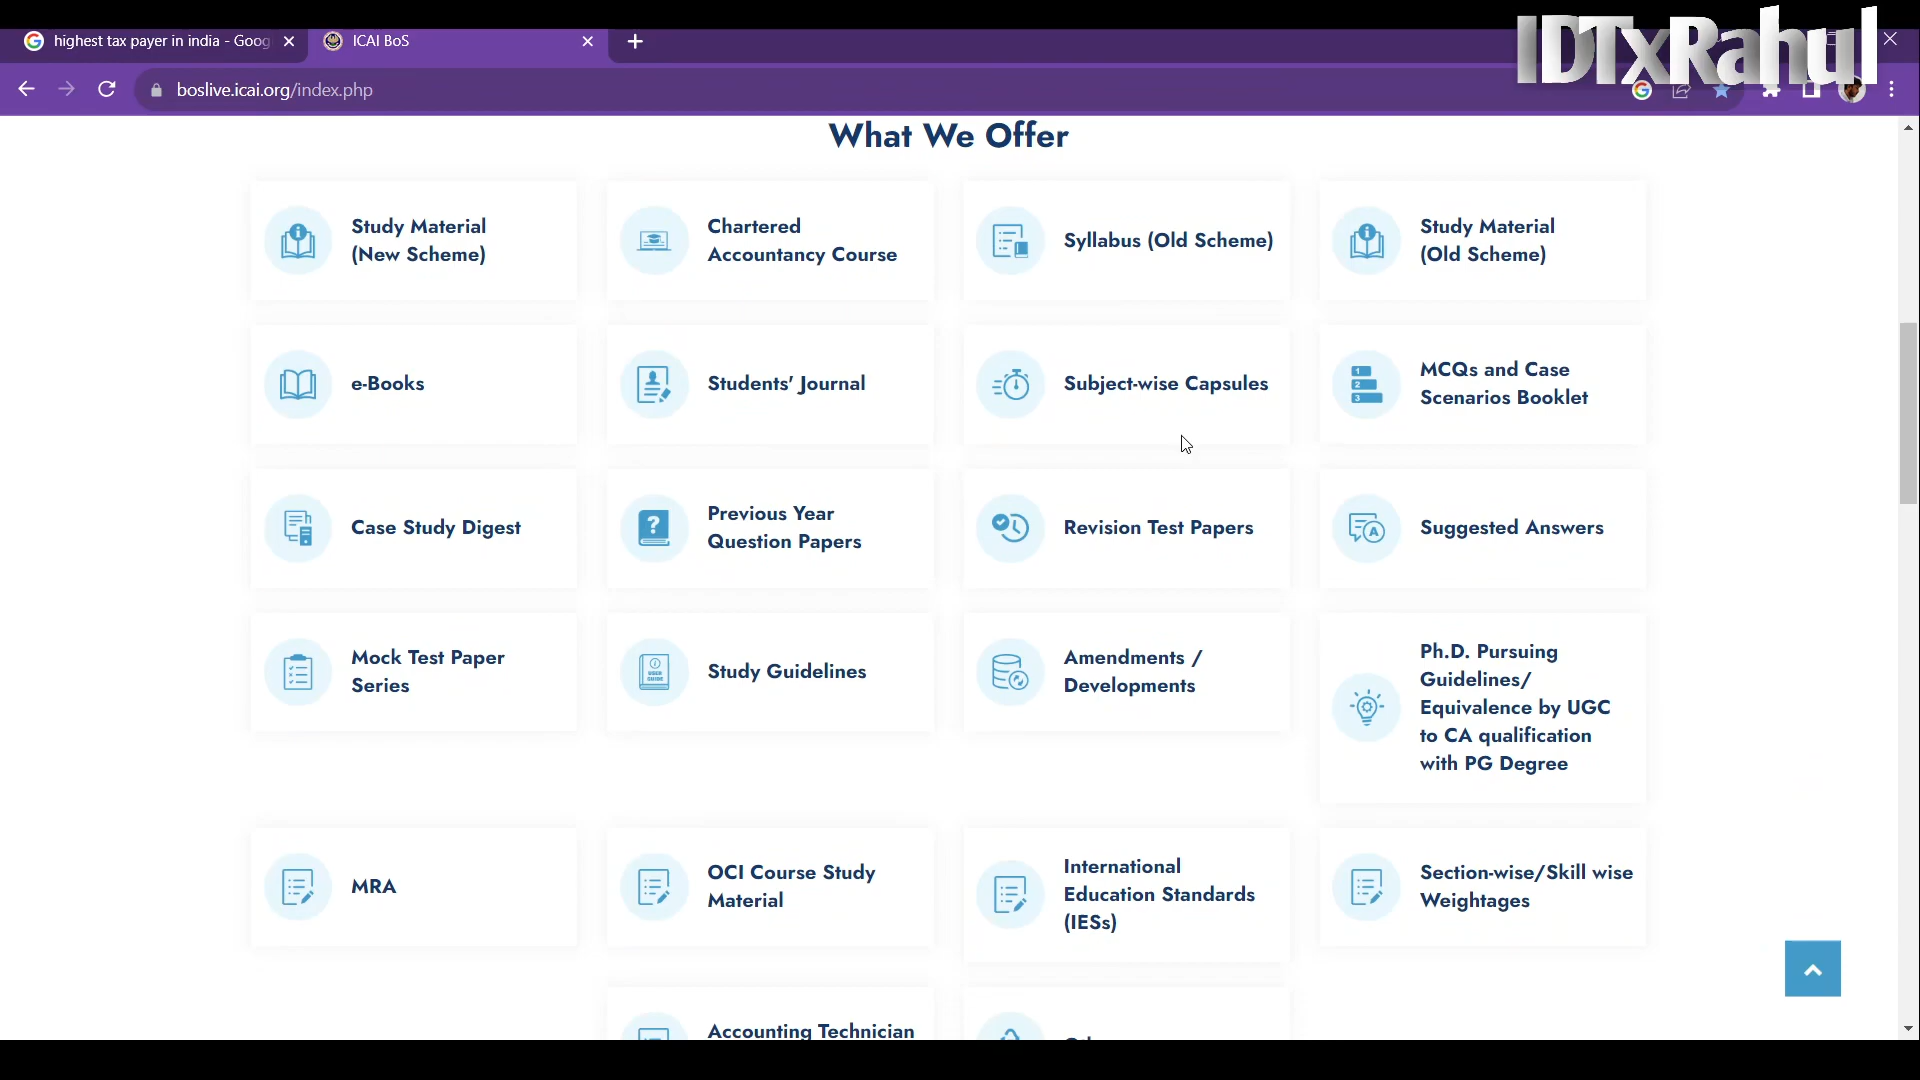 highest tax payer in india - Goog
ICAI BoS
IDTxRahul
boslive.icai.org/index.php
What We Offer
Study Material
(New Scheme)
Chartered
Accountancy Course
Syllabus (Old Scheme)
Study Material
(Old Scheme)
e-Books
Students' Journal
Subject-wise Capsules
MCQs and Case
Scenarios Booklet
Case Study Digest
Previous Year
Question Papers
Revision Test Papers
Suggested Answers
Mock Test Paper
Series
Study Guidelines
Amendments /
Developments
Ph.D. Pursuing
Guidelines/
Equivalence by UGC
to CA qualification
with PG Degree
MRA
OCI Course Study
Material
International
Education Standards
(IESs)
Section-wise/Skill wise
Weightages
Accounting Technician